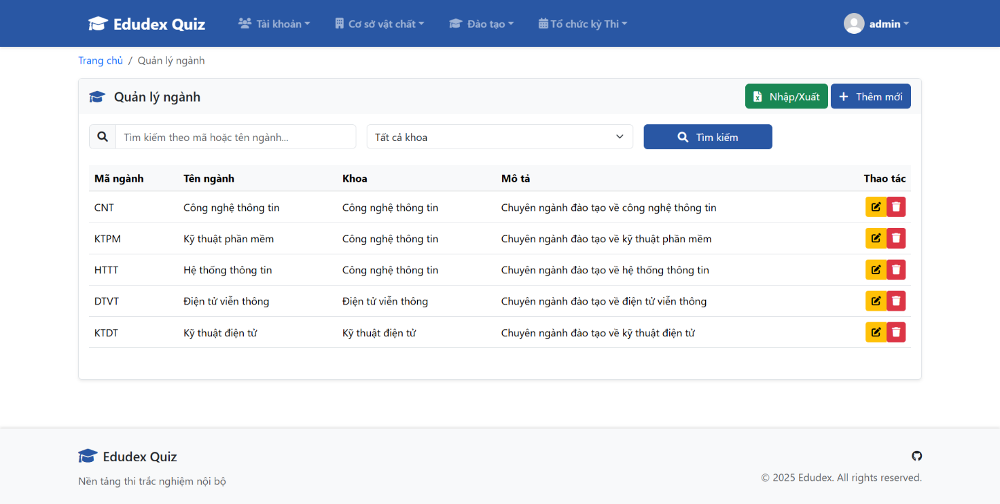 Edudex Quiz Tài khoản Cơ sở vật chất Đào tạo Tổ chức kỳ Thi admin
Trang chủ / Quản lý ngành
Quản lý ngành Nhập/Xuất Thêm mới
Tìm kiếm theo mã hoặc tên ngành... Tất cả khoa Tìm kiếm
Mã ngành Tên ngành Khoa Mô tả Thao tác
CNT Công nghệ thông tin Công nghệ thông tin Chuyên ngành đào tạo về công nghệ thông tin
KTPM Kỹ thuật phần mềm Công nghệ thông tin Chuyên ngành đào tạo về kỹ thuật phần mềm
HTTT Hệ thống thông tin Công nghệ thông tin Chuyên ngành đào tạo về hệ thống thông tin
DTVT Điện tử viễn thông Điện tử viễn thông Chuyên ngành đào tạo về điện tử viễn thông
KTDT Kỹ thuật điện tử Kỹ thuật điện tử Chuyên ngành đào tạo về kỹ thuật điện tử
Edudex Quiz
Nền tảng thi trắc nghiệm nội bộ
© 2025 Edudex. All rights reserved.